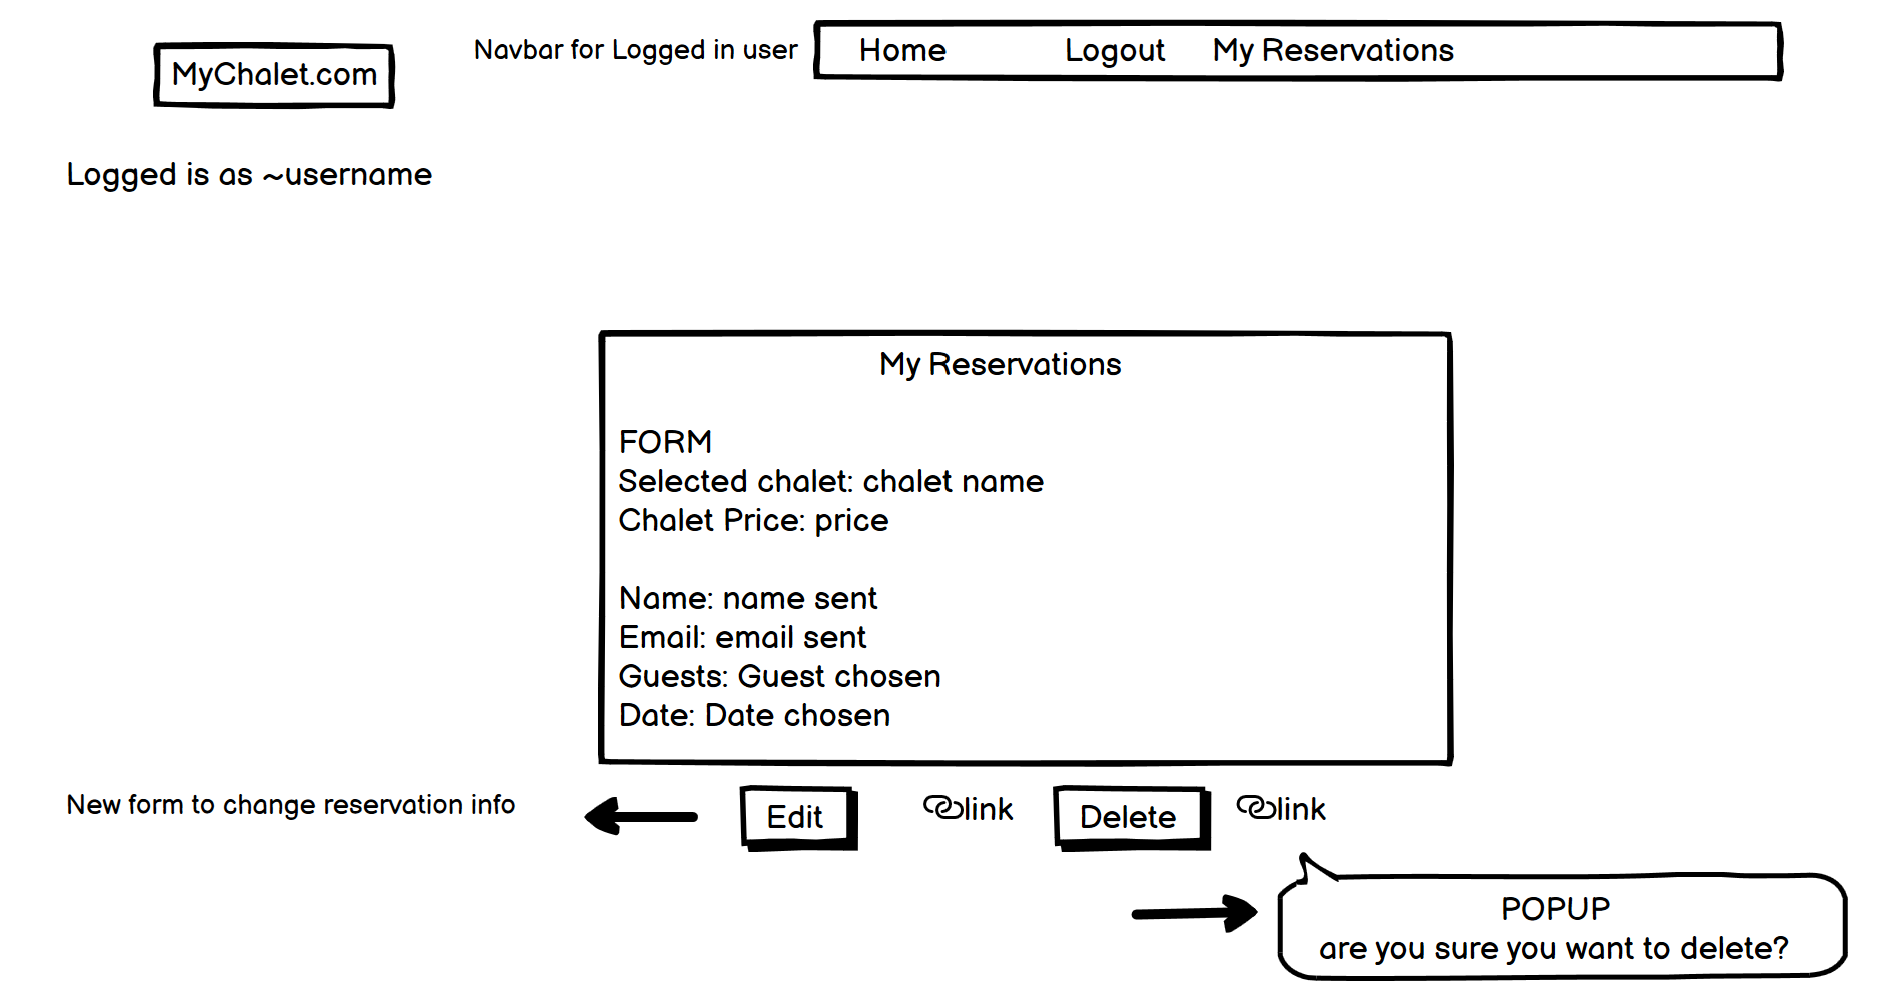 MyChalet.com
Navbar for Logged in user
Home Logout My Reservations
Logged is as ~username
My Reservations
FORM
Selected chalet: chalet name
Chalet Price: price
Name: name sent
Email: email sent
Guests: Guest chosen
Date: Date chosen
New form to change reservation info
Edit
link
Delete
link
POPUP
are you sure you want to delete?